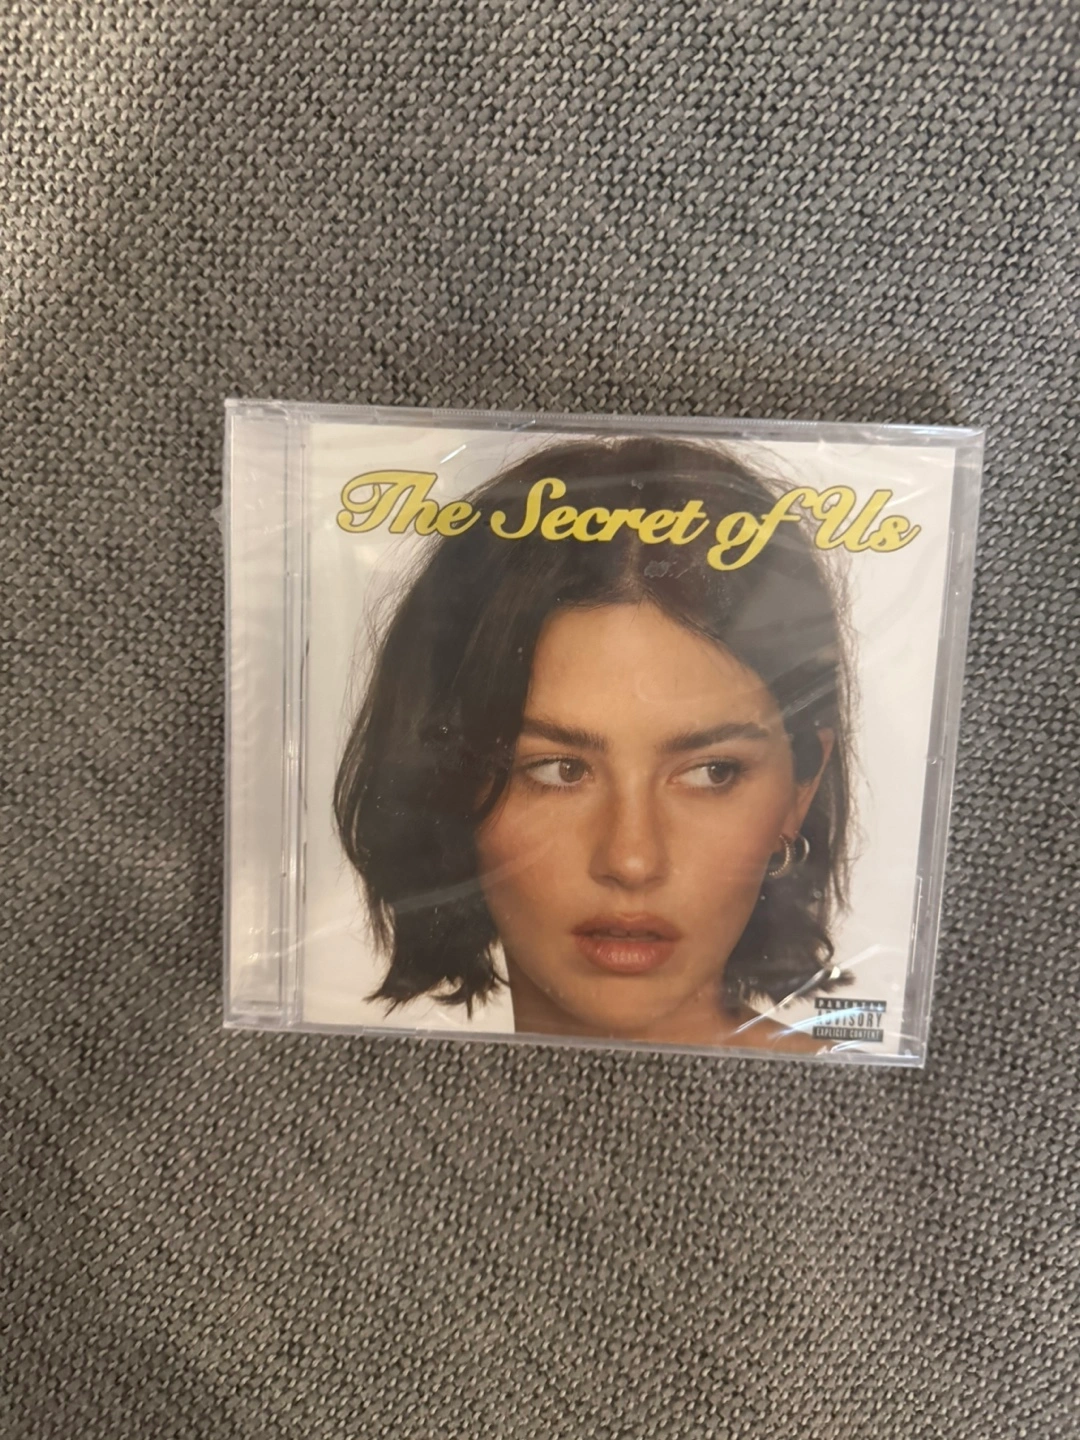 The Secret of Us
PARENTAL
ADVISORY
EXPLICIT CONTENT